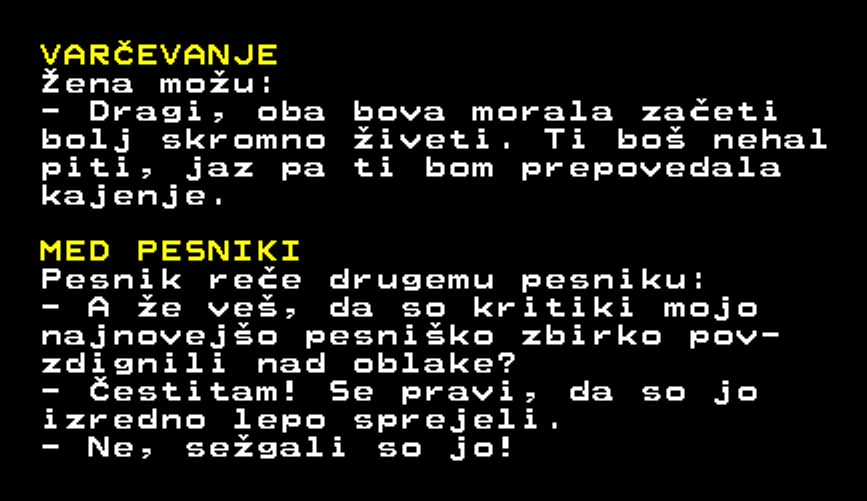 VARČEVANJE
Žena možu:
- Dragi, oba bova morala začeti
bolj skromno živeti. Ti boš nehal
piti, jaz pa ti bom prepovedala
kajenje.
MED PESNIKI
Pesnik reče drugemu pesniku:
- A že veš, da so kritiki mojo
najnovejšo pesniško zbirko pov-
zdignili nad oblake?
- Čestitam! Se pravi, da so jo
izredno lepo sprejeli.
- Ne, sežgali so jo!